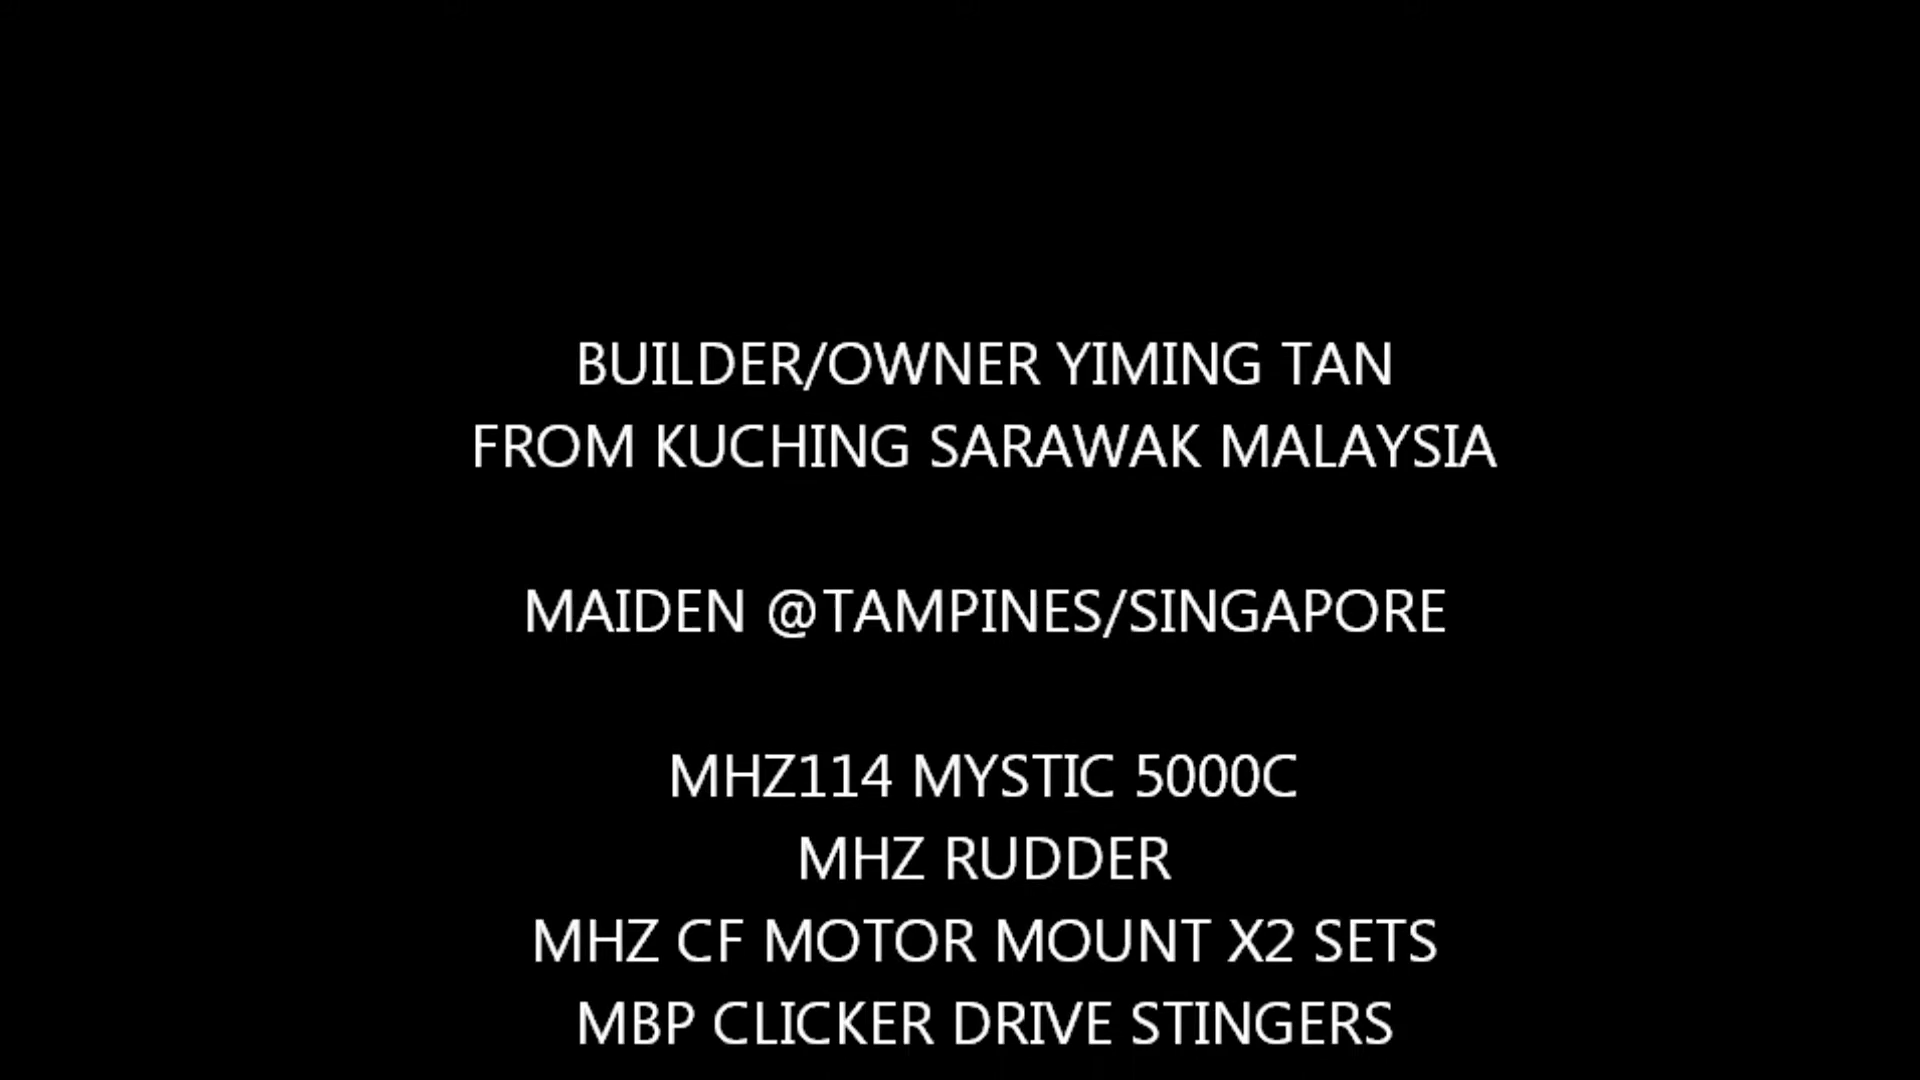 BUILDER/OWNER YIMING TAN
FROM KUCHING SARAWAK MALAYSIA
MAIDEN @TAMPINES/SINGAPORE
MHZ114 MYSTIC 5000C
MHZ RUDDER
MHZ CF MOTOR MOUNT X2 SETS
MBP CLICKER DRIVE STINGERS